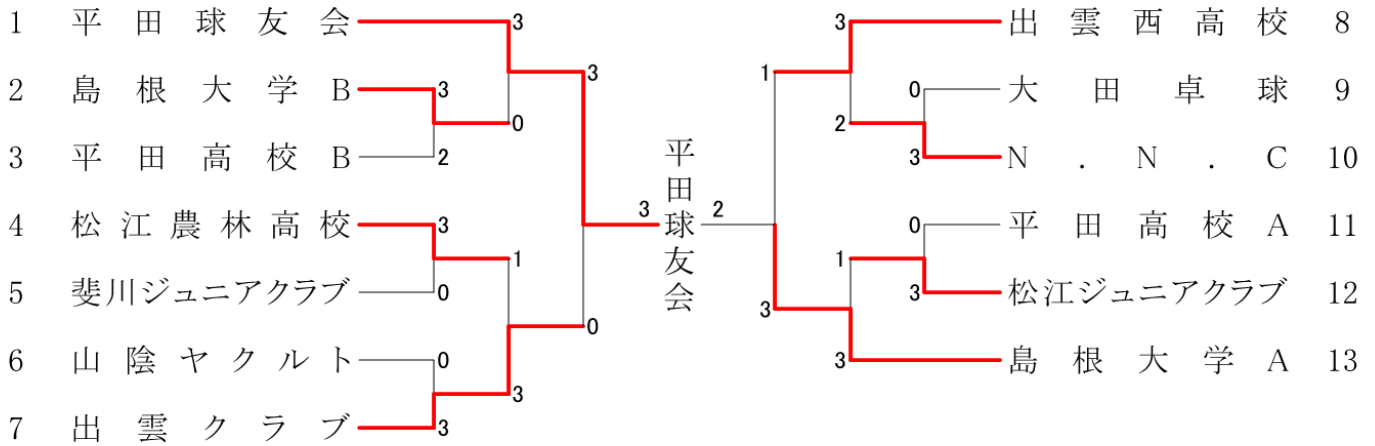 1 平田球友会 3
2 島根大学B 3
3 平田高校B 2
4 松江農林高校 3
5 斐川ジュニアクラブ 0
6 山陰ヤクルト 0
7 出雲クラブ 3
0
1
3
3
0
3
平田球友会
2
1
3
2
1
3 出雲西高校 8
0 大田卓球 9
3 N.N.C 10
0 平田高校A 11
3 松江ジュニアクラブ 12
3 島根大学A 13